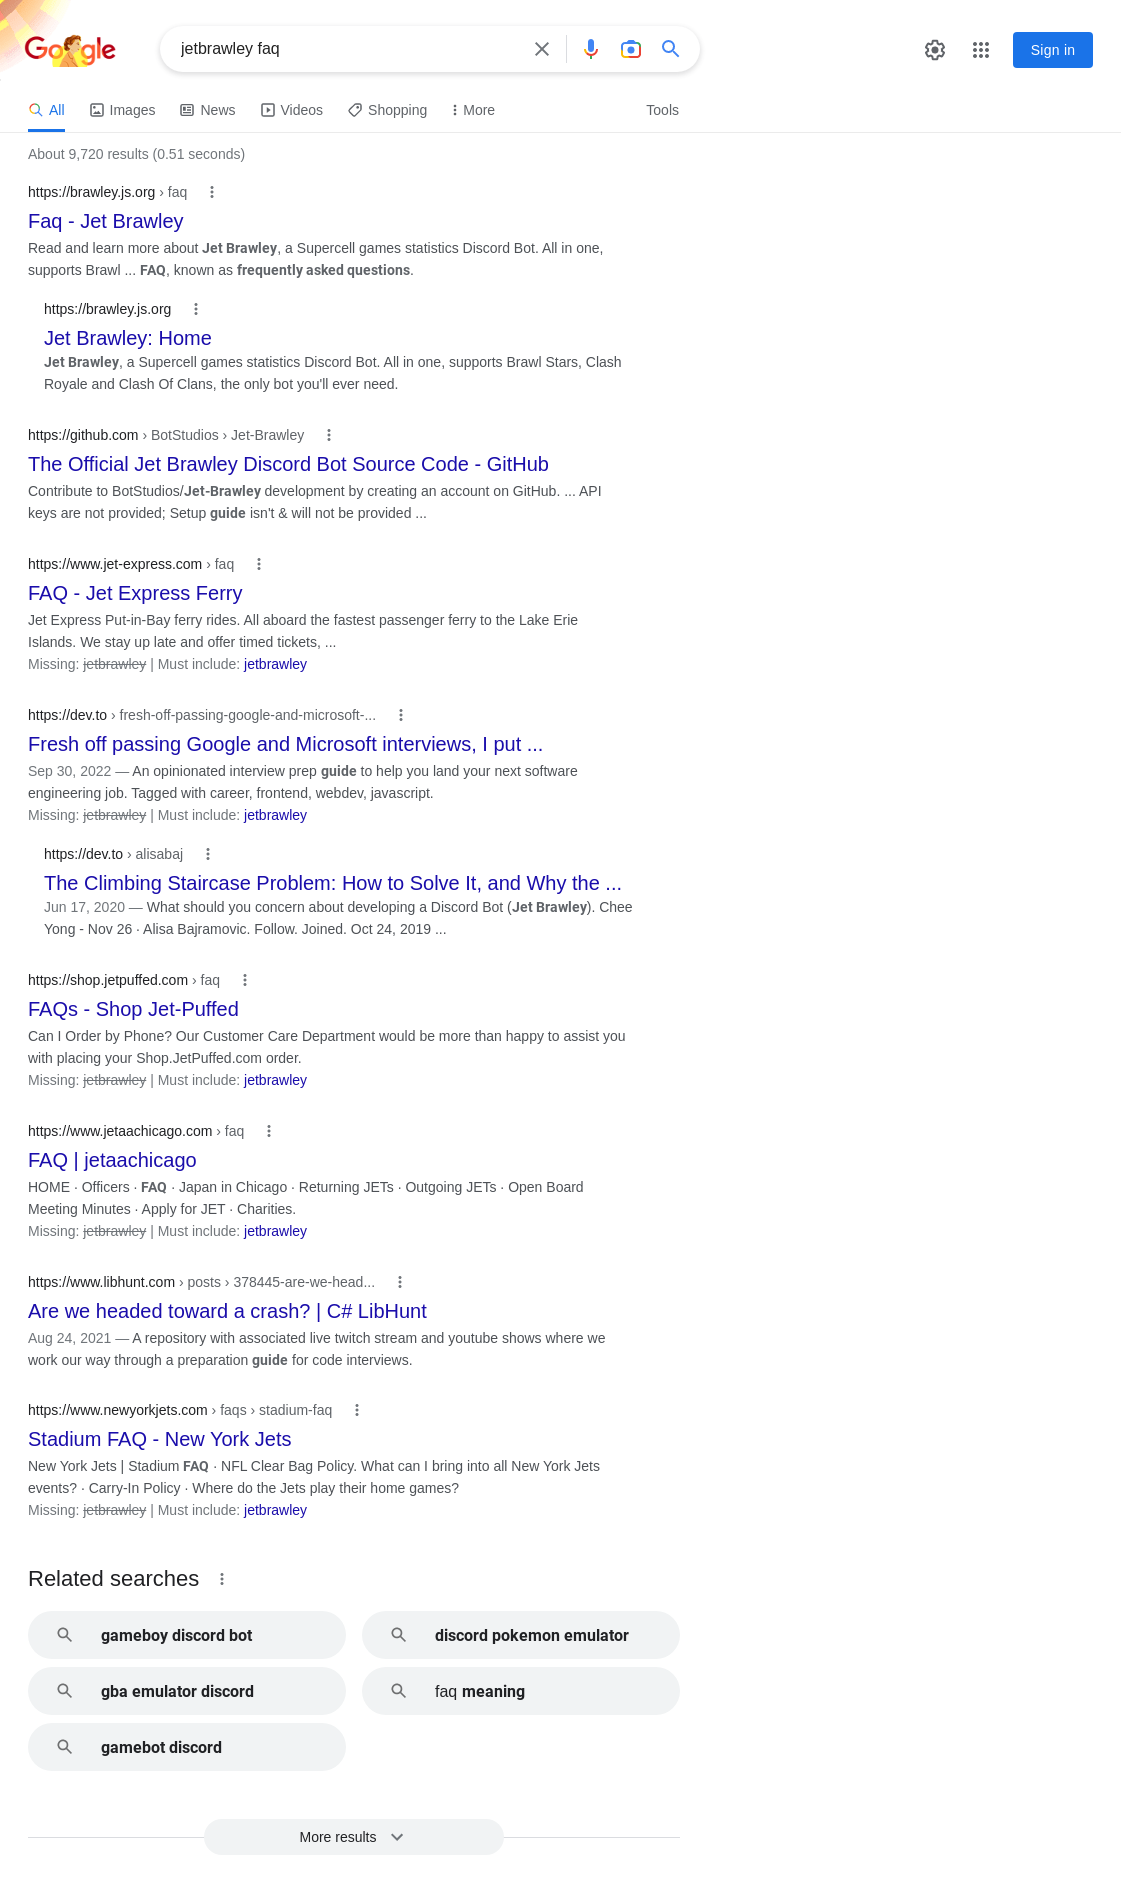 Google
jetbrawley faq
Sign in
All
Images
News
Videos
Shopping
More
Tools
About 9,720 results (0.51 seconds)
https://brawley.js.org › faq
Faq - Jet Brawley
Read and learn more about Jet Brawley, a Supercell games statistics Discord Bot. All in one,
supports Brawl ... FAQ, known as frequently asked questions.
https://brawley.js.org
Jet Brawley: Home
Jet Brawley, a Supercell games statistics Discord Bot. All in one, supports Brawl Stars, Clash
Royale and Clash Of Clans, the only bot you'll ever need.
https://github.com › BotStudios › Jet-Brawley
The Official Jet Brawley Discord Bot Source Code - GitHub
Contribute to BotStudios/Jet-Brawley development by creating an account on GitHub. ... API
keys are not provided; Setup guide isn't & will not be provided ...
https://www.jet-express.com › faq
FAQ - Jet Express Ferry
Jet Express Put-in-Bay ferry rides. All aboard the fastest passenger ferry to the Lake Erie
Islands. We stay up late and offer timed tickets, ...
Missing: jetbrawley | Must include: jetbrawley
https://dev.to › fresh-off-passing-google-and-microsoft-...
Fresh off passing Google and Microsoft interviews, I put ...
Sep 30, 2022 — An opinionated interview prep guide to help you land your next software
engineering job. Tagged with career, frontend, webdev, javascript.
Missing: jetbrawley | Must include: jetbrawley
https://dev.to › alisabaj
The Climbing Staircase Problem: How to Solve It, and Why the ...
Jun 17, 2020 — What should you concern about developing a Discord Bot (Jet Brawley). Chee
Yong - Nov 26 · Alisa Bajramovic. Follow. Joined. Oct 24, 2019 ...
https://shop.jetpuffed.com › faq
FAQs - Shop Jet-Puffed
Can I Order by Phone? Our Customer Care Department would be more than happy to assist you
with placing your Shop.JetPuffed.com order.
Missing: jetbrawley | Must include: jetbrawley
https://www.jetaachicago.com › faq
FAQ | jetaachicago
HOME · Officers · FAQ · Japan in Chicago · Returning JETs · Outgoing JETs · Open Board
Meeting Minutes · Apply for JET · Charities.
Missing: jetbrawley | Must include: jetbrawley
https://www.libhunt.com › posts › 378445-are-we-head...
Are we headed toward a crash? | C# LibHunt
Aug 24, 2021 — A repository with associated live twitch stream and youtube shows where we
work our way through a preparation guide for code interviews.
https://www.newyorkjets.com › faqs › stadium-faq
Stadium FAQ - New York Jets
New York Jets | Stadium FAQ · NFL Clear Bag Policy. What can I bring into all New York Jets
events? · Carry-In Policy · Where do the Jets play their home games?
Missing: jetbrawley | Must include: jetbrawley
Related searches
gameboy discord bot
discord pokemon emulator
gba emulator discord
faq meaning
gamebot discord
More results